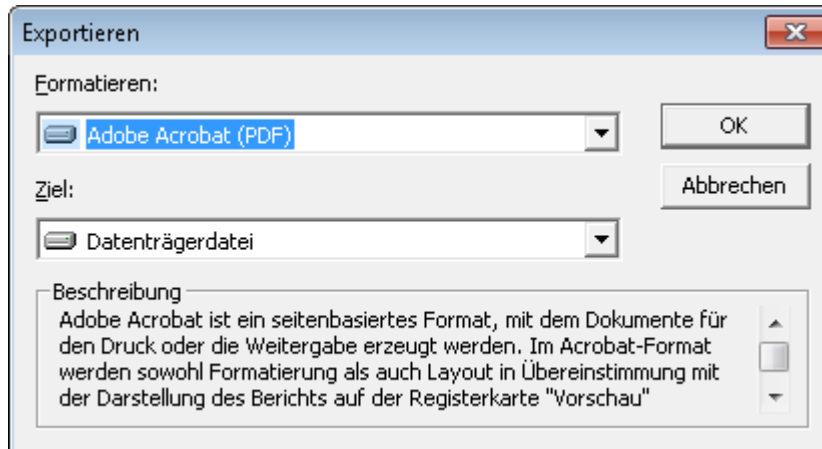 Exportieren
Formatieren:
Adobe Acrobat (PDF)
OK
Ziel:
Abbrechen
Datenträgerdatei
Beschreibung
Adobe Acrobat ist ein seitenbasiertes Format, mit dem Dokumente für
den Druck oder die Weitergabe erzeugt werden. Im Acrobat-Format
werden sowohl Formatierung als auch Layout in Übereinstimmung mit
der Darstellung des Berichts auf der Registerkarte "Vorschau"